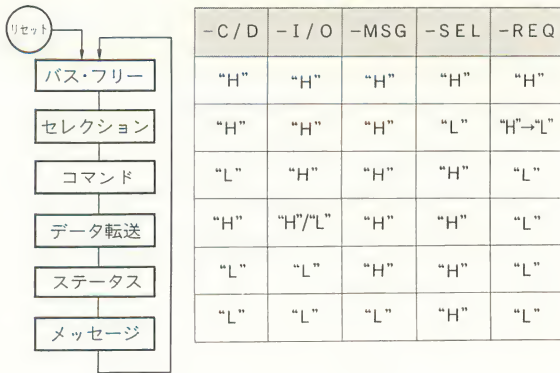 リセット
-C/D -I/O -MSG -SEL -REQ
バス・フリー “H” “H” “H” “H” “H”
セレクション “H” “H” “H” “L” “H”→“L”
コマンド “L” “H” “H” “H” “L”
データ転送 “H” “H”/“L” “H” “H” “L”
ステータス “L” “L” “H” “H” “L”
メッセージ “L” “L” “L” “H” “L”